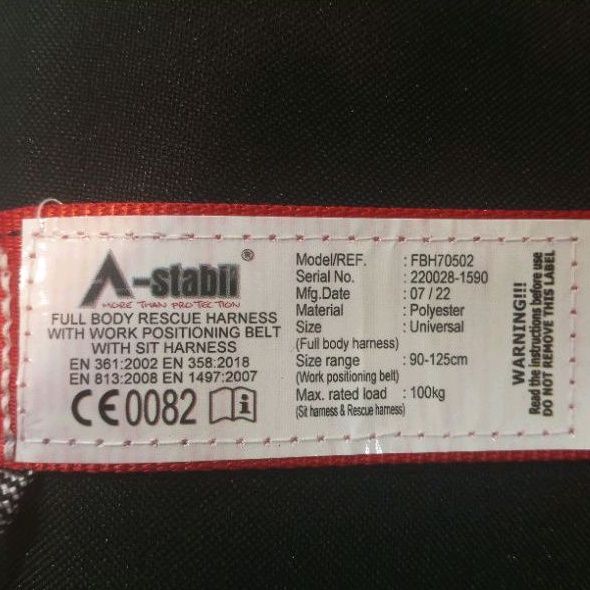 A-stabil®
MORE THAN PROTECTION
FULL BODY RESCUE HARNESS
WITH WORK POSITIONING BELT
WITH SIT HARNESS
EN 361:2002 EN 358:2018
EN 813:2008 EN 1497:2007
CE0082
Model/REF. : FBH70502
Serial No. : 220028-1590
Mfg.Date : 07 / 22
Material : Polyester
Size : Universal
(Full body harness)
Size range : 90-125cm
(Work positioning belt)
Max. rated load : 100kg
(Sit harness & Rescue harness)
WARNING!!!
Read the instructions before use
DO NOT REMOVE THIS LABEL